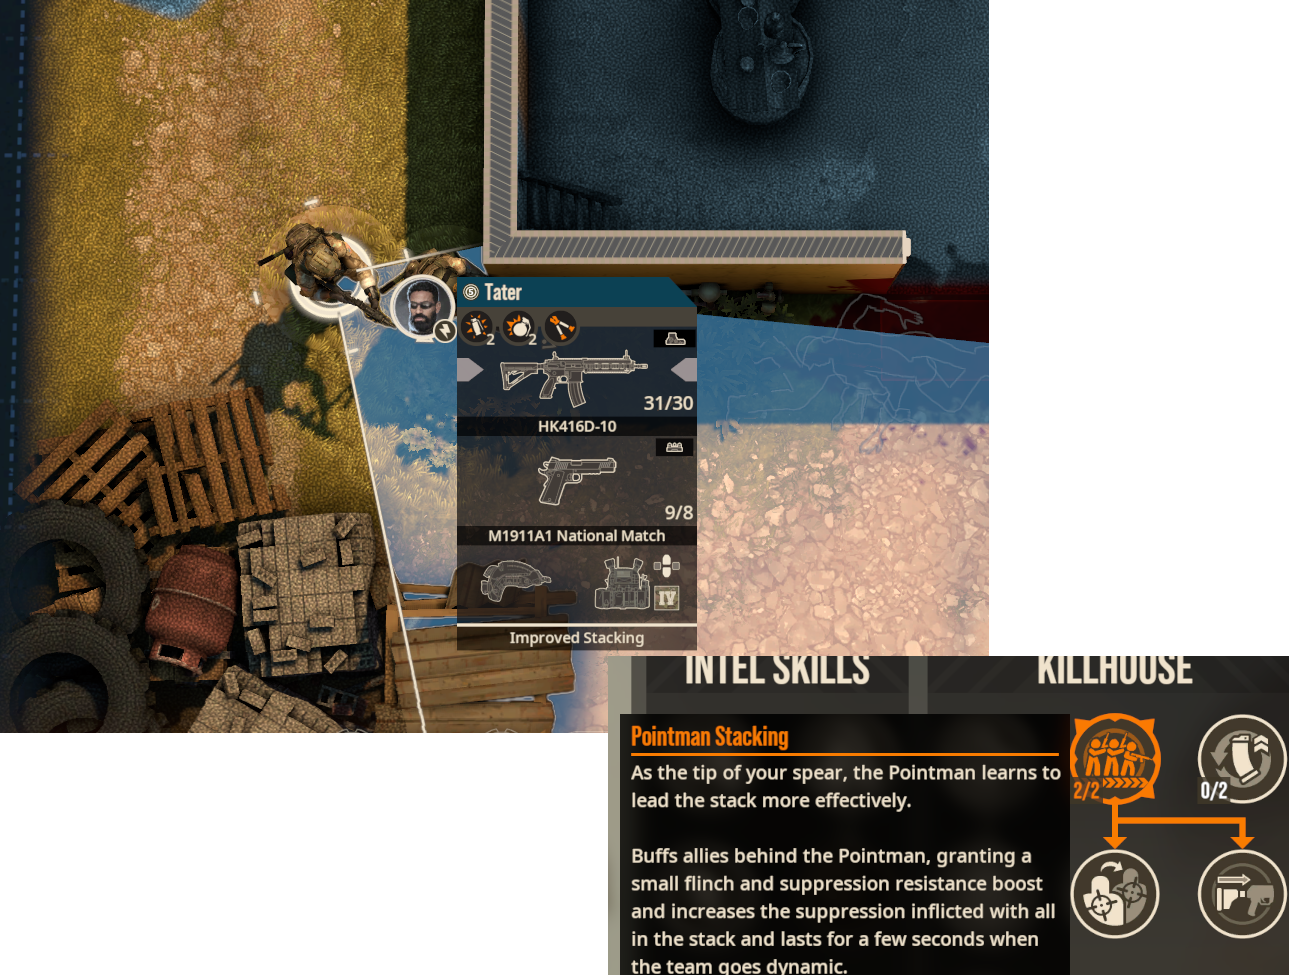 Tater
2
2
31/30
HK416D-10
9/8
M1911A1 National Match
IV
Improved Stacking
INTEL SKILLS
KILLHOUSE
Pointman Stacking
As the tip of your spear, the Pointman learns to
lead the stack more effectively.
Buffs allies behind the Pointman, granting a
small flinch and suppression resistance boost
and increases the suppression inflicted with all
in the stack and lasts for a few seconds when
the team goes dynamic.
2/2
0/2